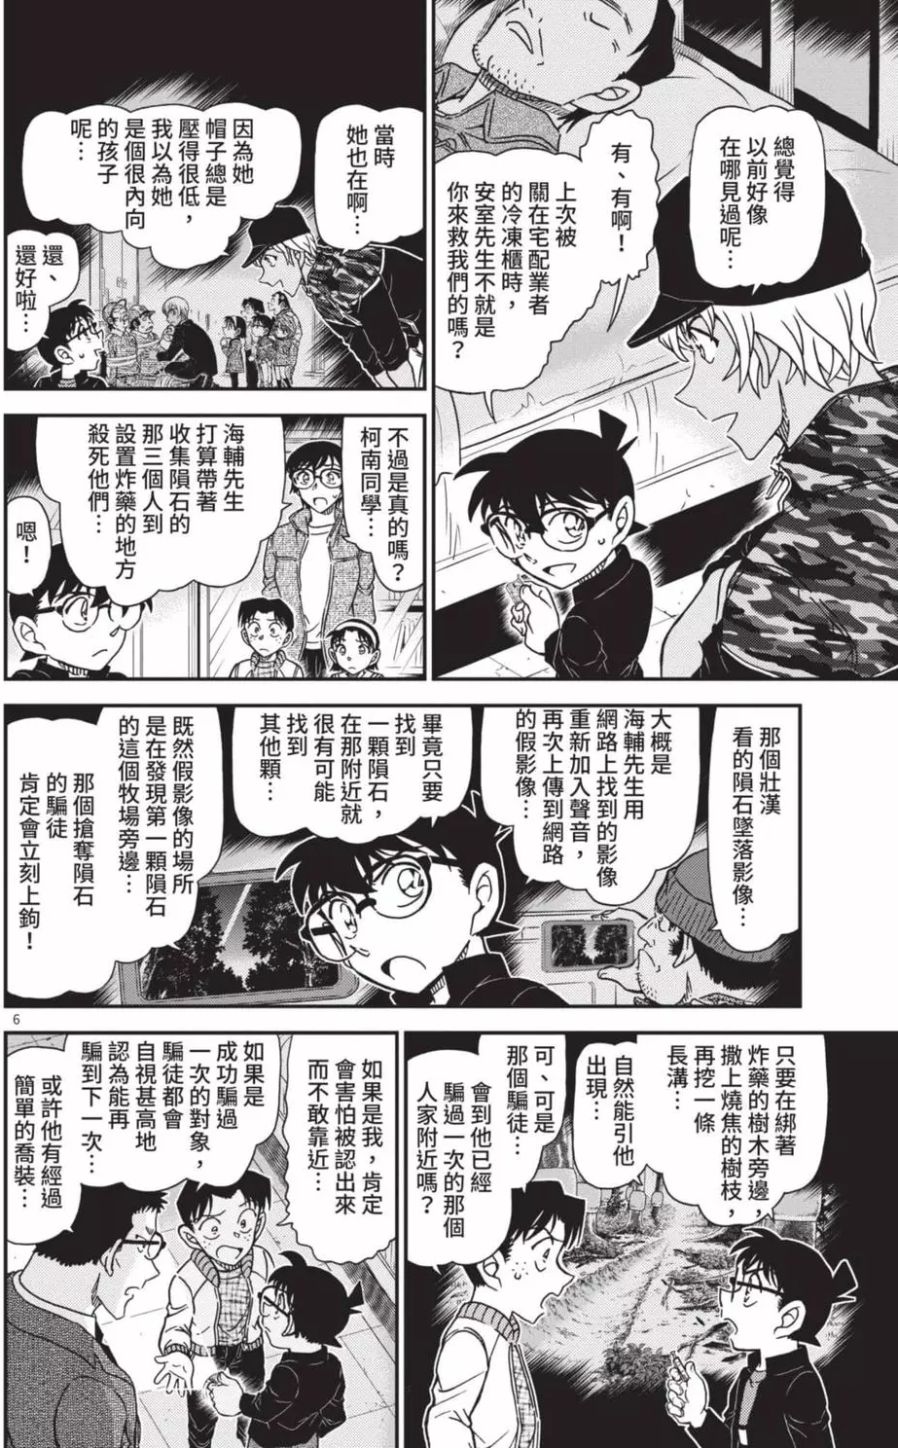 總覺得
以前好像
在哪見過呢…
有、有啊！
上次被
關在宅配業者
的冷凍櫃時，
安室先生不就是
你來救我們的嗎？
當時
她也在啊…
因為她
帽子總是
壓得很低，
我以為她
是個很內向
的孩子
呢…
還、
還好啦…
不過是真的嗎？
柯南同學…
海輔先生
打算帶著
收集隕石的
那三個人到
設置炸藥的地方
殺死他們…
嗯！
那個壯漢
看的隕石墜落影像…
大概是
海輔先生用
網路上找到的影像
重新加入聲音，
再次上傳到網路
的假影像…
畢竟只要
找到
一顆隕石，
在那附近就
很有可能
找到
其他顆…
既然假影像的場所
是在發現第一顆隕石
的這個牧場旁邊…
那個搶奪隕石
的騙徒
肯定會立刻上鉤！
6
只要在綁著
炸藥的樹木旁邊，
撒上燒焦的樹枝，
再挖一條
長溝…
自然能引他
出現…
可、可是
那個騙徒…
會到他已經
騙過一次的那個
人家附近嗎？
如果是我，肯定
會害怕被認出來
而不敢靠近…
如果是
成功騙過
一次的對象，
騙徒都會
自視甚高地
認為能再
騙到下一次…
或許他有經過
簡單的喬裝…